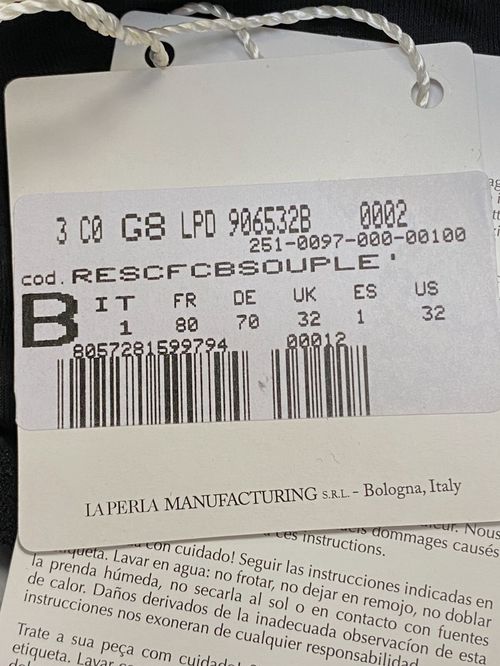 3 C0 G8 LPD 906532B 0002
251-0097-000-00100
cod. RESCFCBSOUPLE'
B
IT FR DE UK ES US
1 80 70 32 1 32
8057281599794 00012
LA PERLA MANUFACTURING S.R.L. - Bologna, Italy
eur. Nous
dommages causés
ces instructions.
con cuidado! Seguir las instrucciones indicadas en
etiqueta. Lavar en agua: no frotar, no dejar en remojo, no doblar
la prenda húmeda, no secarla al sol o en contacto con fuentes
de calor. Daños derivados de la inadecuada observacíon de esta
instrucciones nos exoneran de cualquier responsabilidad.
Trate a sua peça com cuidado!
etiqueta. Lavar